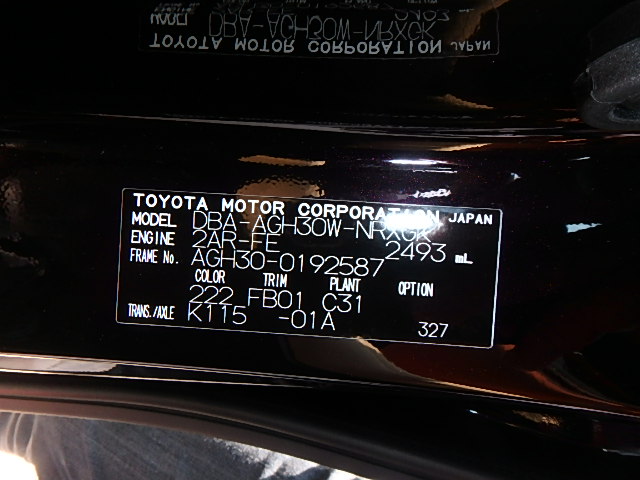 TOYOTA MOTOR CORPORATION JAPAN
MODEL DBA-AGH30W-NRXGK
ENGINE 2AR-FE 2493 mL
FRAME No. AGH30-0192587
COLOR TRIM PLANT OPTION
222 FB01 C31
TRANS./AXLE K115 -01A 327